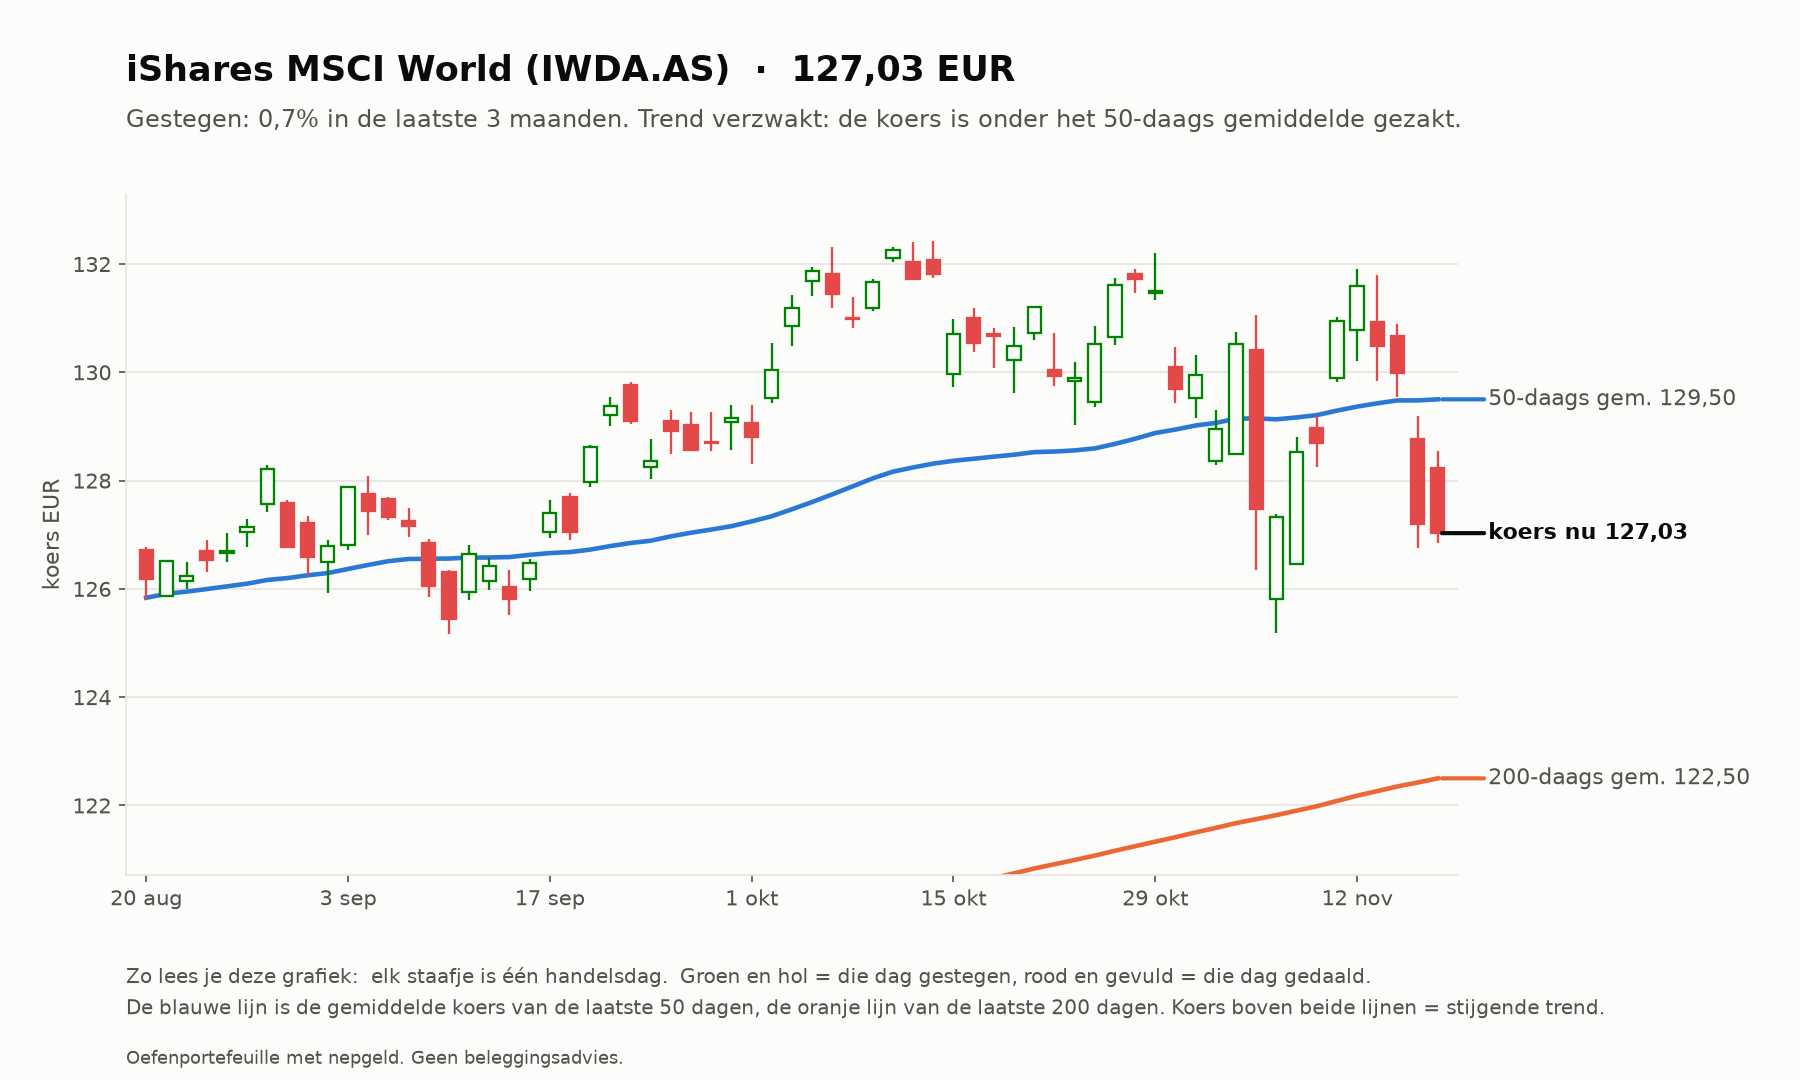 iShares MSCI World (IWDA.AS)  ·  127,03 EUR
Gestegen: 0,7% in de laatste 3 maanden. Trend verzwakt: de koers is onder het 50-daags gemiddelde gezakt.
koers EUR
132
130
128
126
124
122
50-daags gem. 129,50
koers nu 127,03
200-daags gem. 122,50
20 aug
3 sep
17 sep
1 okt
15 okt
29 okt
12 nov
Zo lees je deze grafiek:  elk staafje is één handelsdag.  Groen en hol = die dag gestegen, rood en gevuld = die dag gedaald.
De blauwe lijn is de gemiddelde koers van de laatste 50 dagen, de oranje lijn van de laatste 200 dagen. Koers boven beide lijnen = stijgende trend.
Oefenportefeuille met nepgeld. Geen beleggingsadvies.